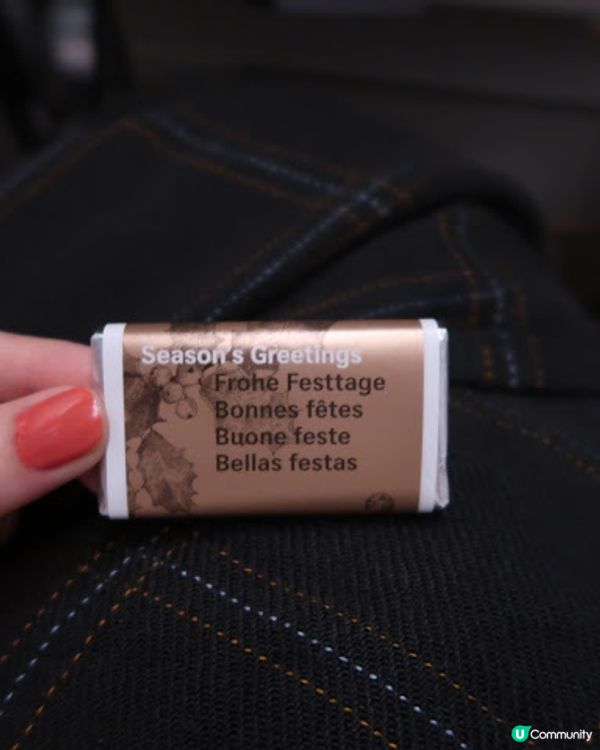 Season's Greetings
Frohe Festtage
Bonnes fêtes
Buone feste
Bellas festas
U Community